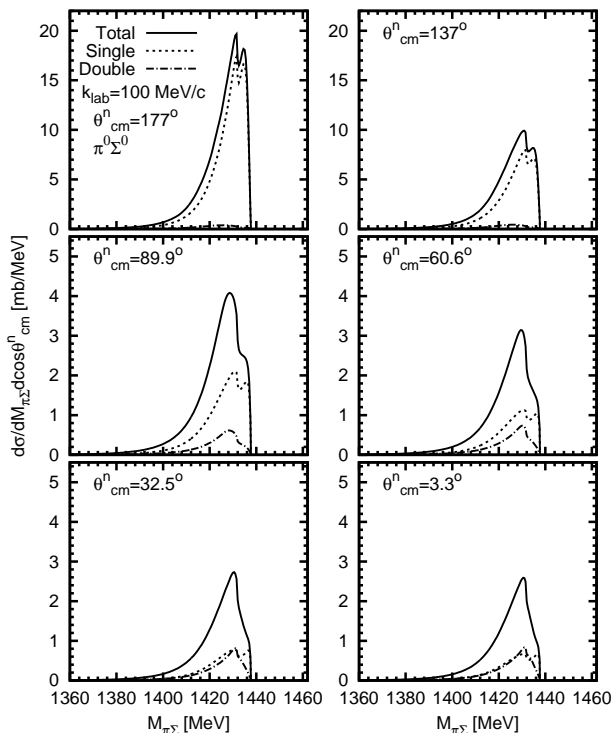 Total
Single
Double
k_lab=100 MeV/c
θ^n_cm=177°
π^0Σ^0
θ^n_cm=137°
20
15
10
5
0
θ^n_cm=89.9°
θ^n_cm=60.6°
5
4
3
2
1
0
dσ/dM_πΣdcosθ^n_cm [mb/MeV]
θ^n_cm=32.5°
θ^n_cm=3.3°
5
4
3
2
1
0
1360 1380 1400 1420 1440 1460 1360 1380 1400 1420 1440 1460
M_πΣ [MeV] M_πΣ [MeV]